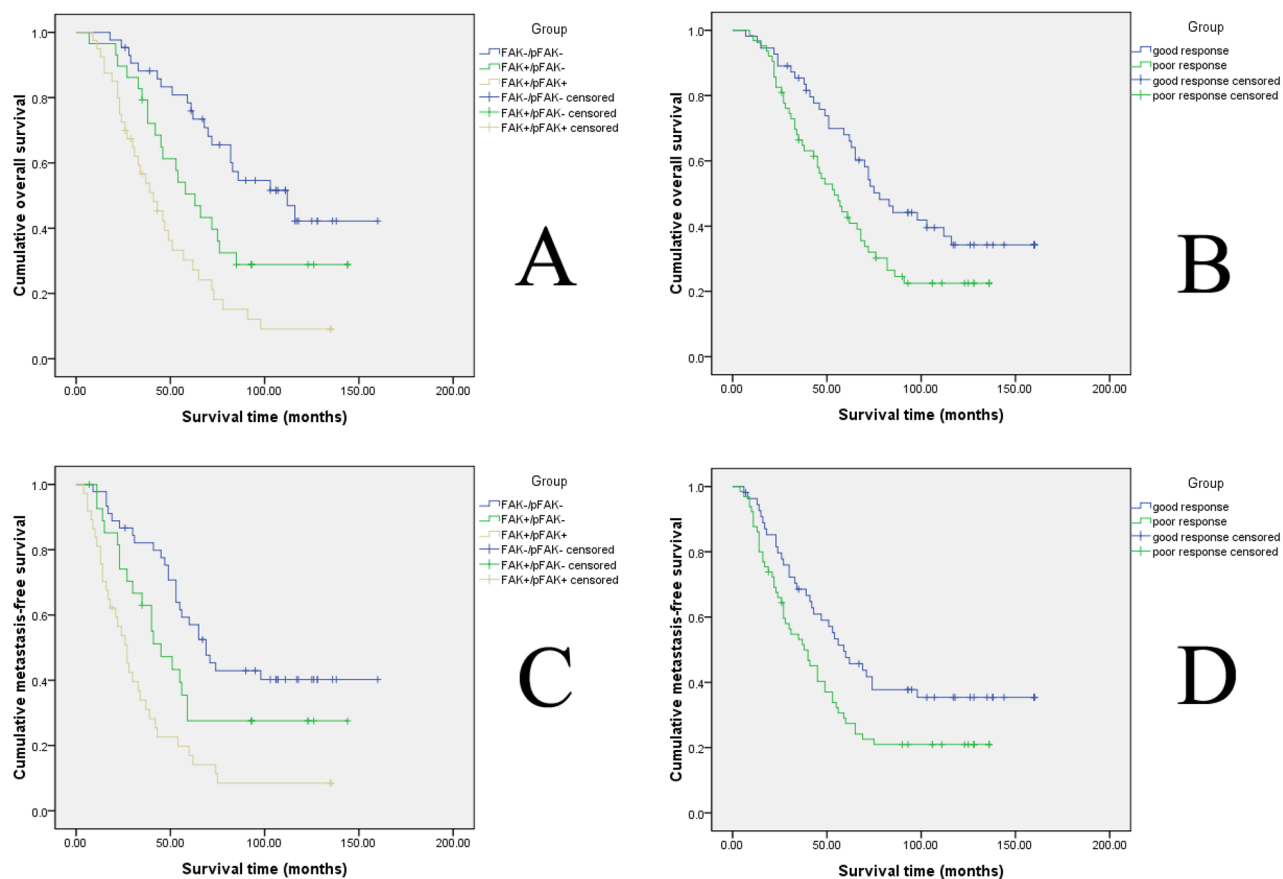 Group
FAK-/pFAK-
FAK+/pFAK-
FAK+/pFAK+
FAK-/pFAK- censored
FAK+/pFAK- censored
FAK+/pFAK+ censored
Cumulative overall survival
1.0
0.8
0.6
0.4
0.2
0.0
0.00 50.00 100.00 150.00 200.00
Survival time (months)
A
Group
good response
poor response
good response censored
poor response censored
Cumulative overall survival
1.0
0.8
0.6
0.4
0.2
0.0
0.00 50.00 100.00 150.00 200.00
Survival time (months)
B
Group
FAK-/pFAK-
FAK+/pFAK-
FAK+/pFAK+
FAK-/pFAK- censored
FAK+/pFAK- censored
FAK+/pFAK+ censored
Cumulative metastasis-free survival
1.0
0.8
0.6
0.4
0.2
0.0
0.00 50.00 100.00 150.00 200.00
Survival time (months)
C
Group
good response
poor response
good response censored
poor response censored
Cumulative metastasis-free survival
1.0
0.8
0.6
0.4
0.2
0.0
0.00 50.00 100.00 150.00 200.00
Survival time (months)
D